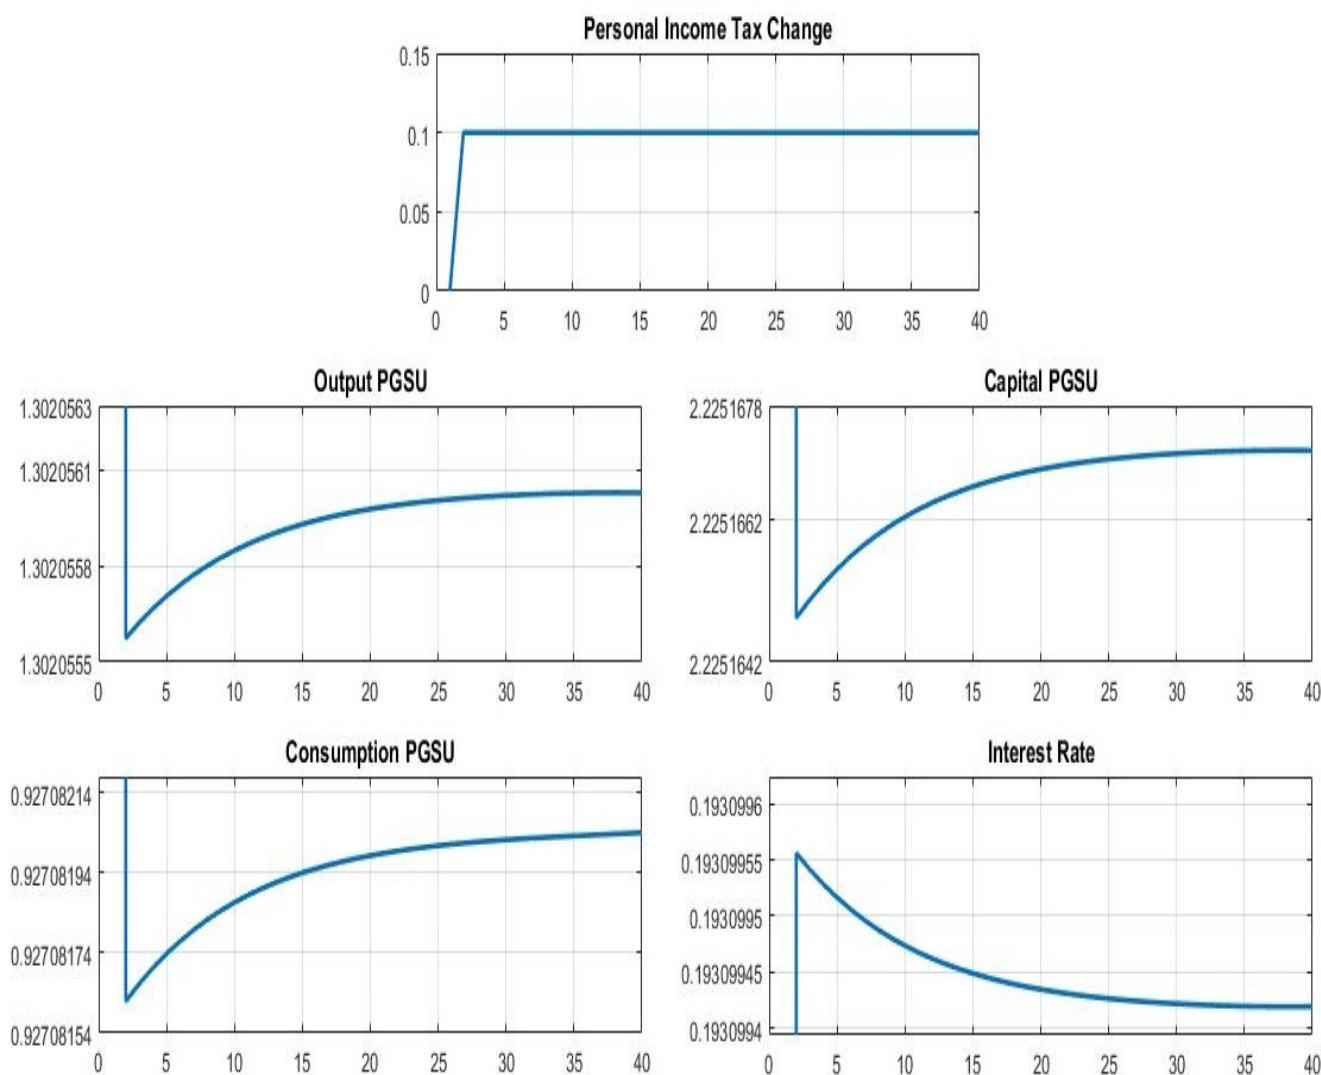 Personal Income Tax Change
0.15
0.1
0.05
0
0 5 10 15 20 25 30 35 40
Output PGSU
1.3020563
1.3020561
1.3020558
1.3020555
0 5 10 15 20 25 30 35 40
Capital PGSU
2.2251678
2.2251662
2.2251642
0 5 10 15 20 25 30 35 40
Consumption PGSU
0.92708214
0.92708194
0.92708174
0.92708154
0 5 10 15 20 25 30 35 40
Interest Rate
0.1930996
0.19309955
0.1930995
0.19309945
0.1930994
0 5 10 15 20 25 30 35 40